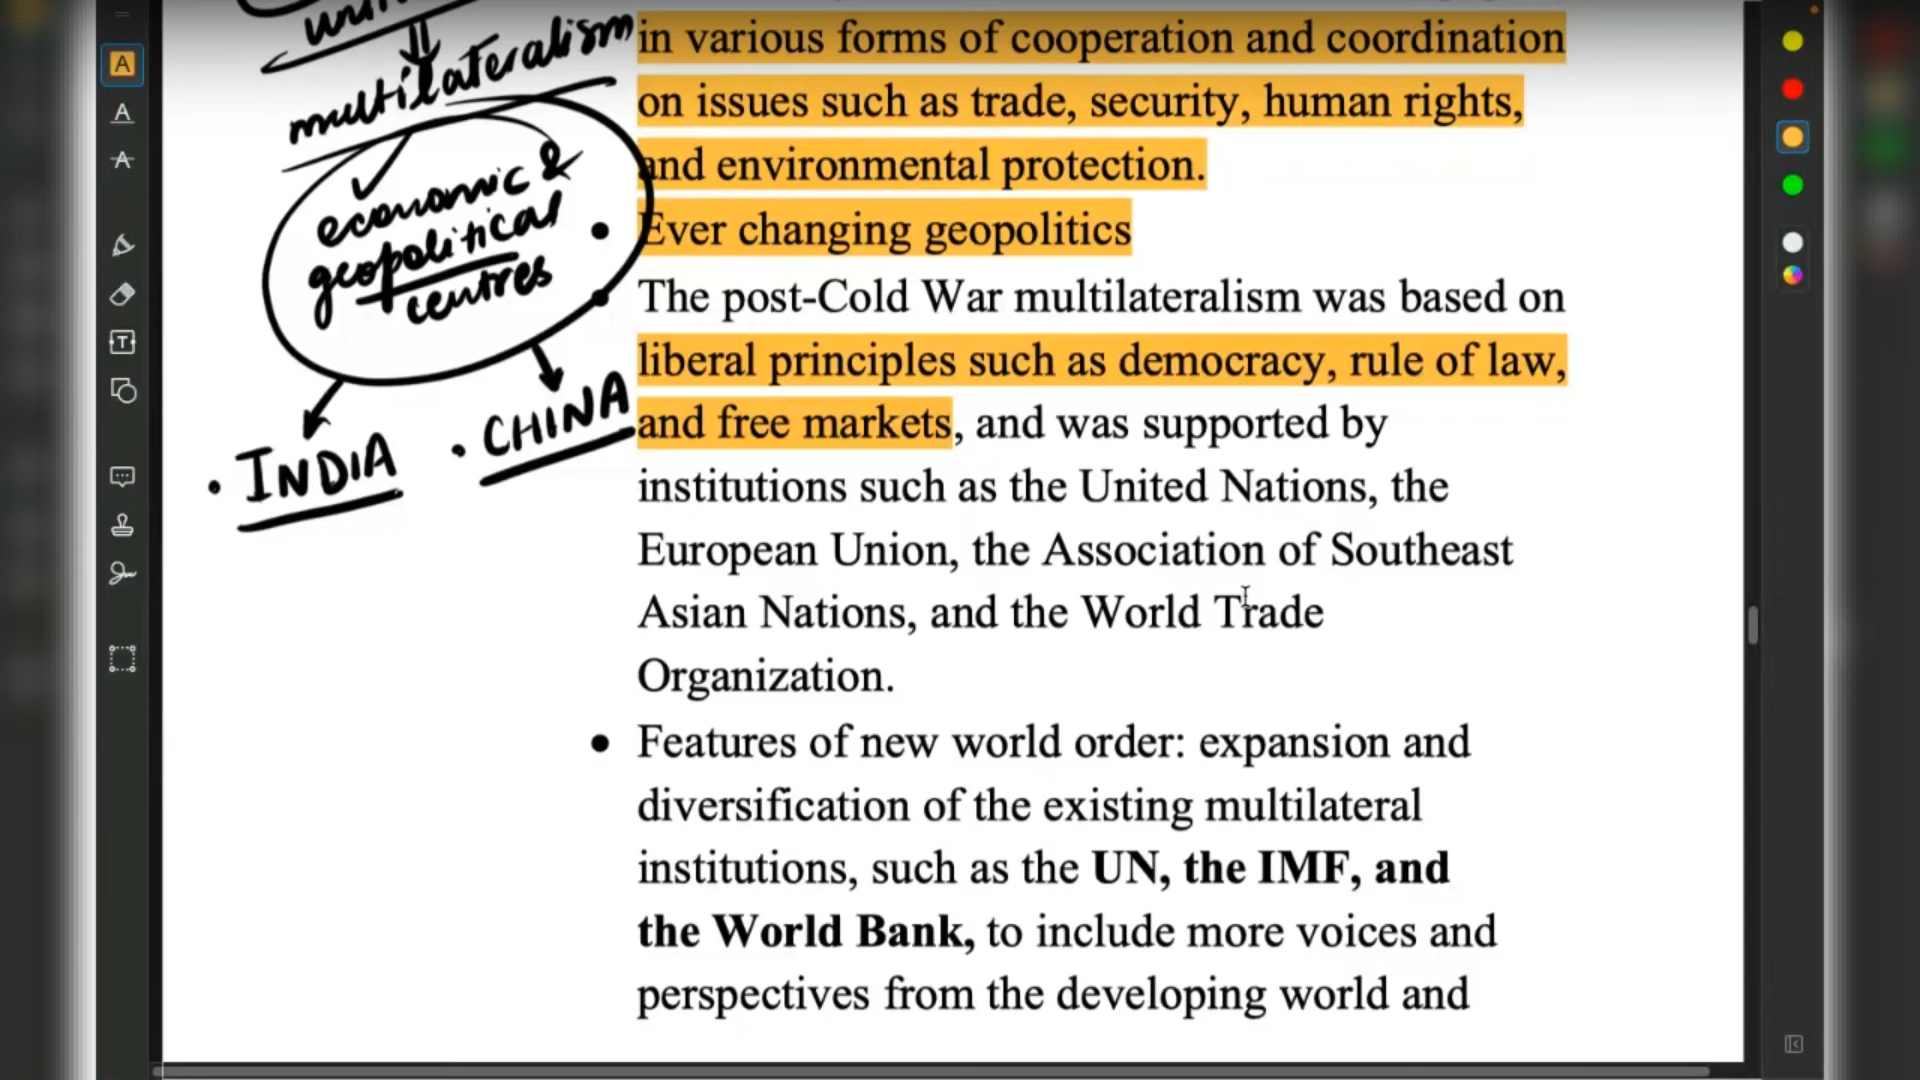 multilateralism
economic &
geopolitical
centres
• INDIA
• CHINA
in various forms of cooperation and coordination
on issues such as trade, security, human rights,
and environmental protection.
• Ever changing geopolitics
• The post-Cold War multilateralism was based on
liberal principles such as democracy, rule of law,
and free markets, and was supported by
institutions such as the United Nations, the
European Union, the Association of Southeast
Asian Nations, and the World Trade
Organization.
• Features of new world order: expansion and
diversification of the existing multilateral
institutions, such as the UN, the IMF, and
the World Bank, to include more voices and
perspectives from the developing world and